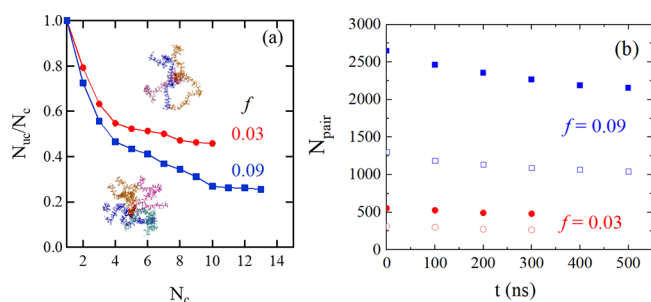 (a)
1.0
0.8
0.6
0.4
0.2
0.0
N_uc/N_c
f
0.03
0.09
2 4 6 8 10 12 14
N_c
(b)
3000
2500
2000
1500
1000
500
0
N_pair
f = 0.09
f = 0.03
0 100 200 300 400 500
t (ns)